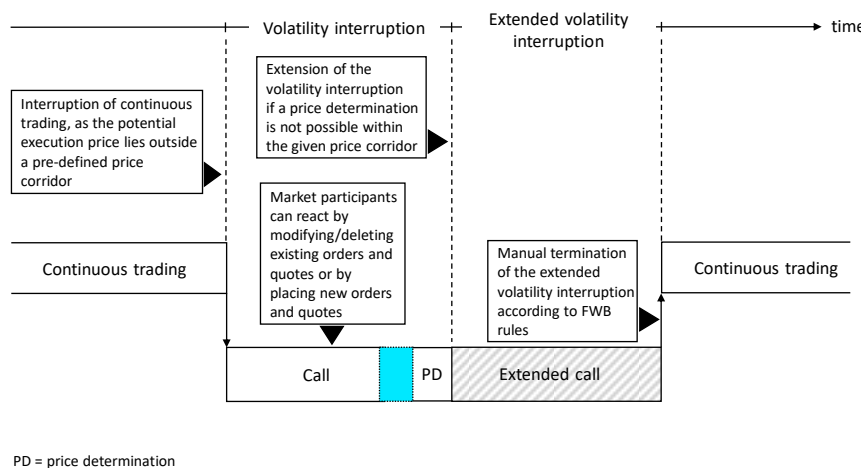 Volatility interruption
Extended volatility
interruption
time
Interruption of continuous
trading, as the potential
execution price lies outside
a pre-defined price
corridor
Extension of the
volatility interruption
if a price determination
is not possible within
the given price corridor
Market participants
can react by
modifying/deleting
existing orders and
quotes or by
placing new orders
and quotes
Manual termination
of the extended
volatility interruption
according to FWB
rules
Continuous trading
Continuous trading
Call
PD
Extended call
PD = price determination